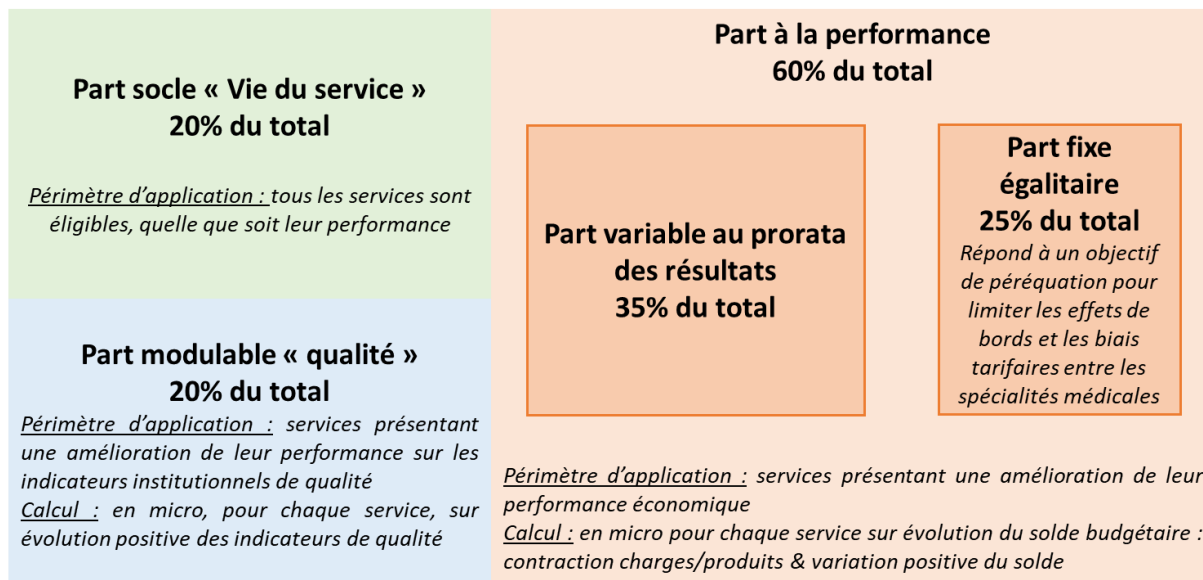 Part socle « Vie du service »
20% du total
Périmètre d'application : tous les services sont
éligibles, quelle que soit leur performance
Part modulable « qualité »
20% du total
Périmètre d'application : services présentant
une amélioration de leur performance sur les
indicateurs institutionnels de qualité
Calcul : en micro, pour chaque service, sur
évolution positive des indicateurs de qualité
Part à la performance
60% du total
Part variable au prorata
des résultats
35% du total
Part fixe
égalitaire
25% du total
Répond à un objectif
de péréquation pour
limiter les effets de
bords et les biais
tarifaires entre les
spécialités médicales
Périmètre d'application : services présentant une amélioration de leur
performance économique
Calcul : en micro pour chaque service sur évolution du solde budgétaire :
contraction charges/produits & variation positive du solde